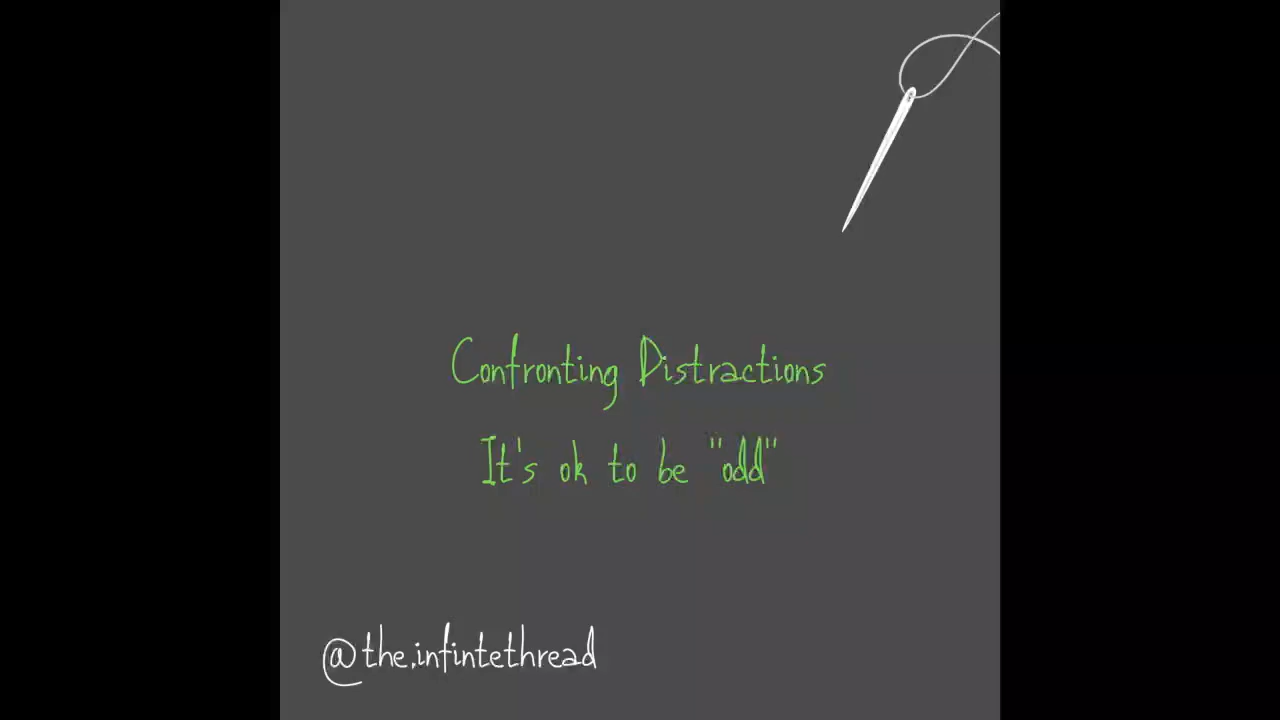 Confronting Distractions
It's ok to be "odd"
@the.infintethread